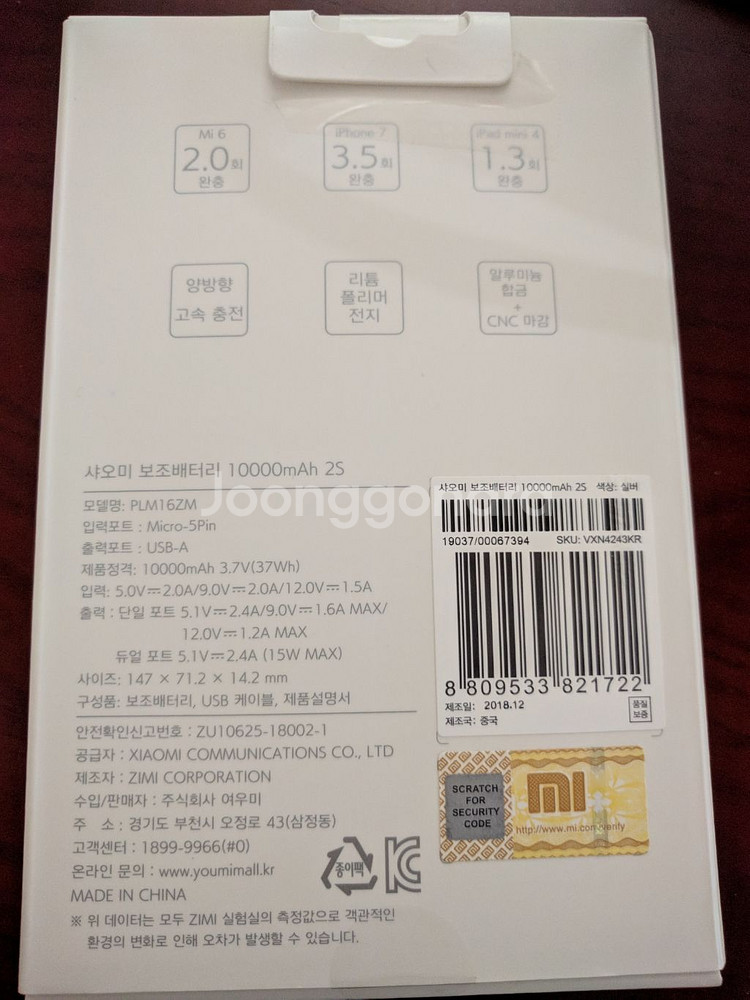 Mi 6
2.0회
완충
iPhone 7
3.5회
완충
iPad mini 4
1.3회
완충
양방향
고속 충전
리튬
폴리머
전지
알루미늄
합금
+
CNC 마감
샤오미 보조배터리 10000mAh 2S
모델명: PLM16ZM
입력포트 : Micro-5Pin
출력포트 : USB-A
제품정격: 10000mAh 3.7V(37Wh)
입력: 5.0V⎓2.0A/9.0V⎓2.0A/12.0V⎓1.5A
출력 : 단일 포트 5.1V⎓2.4A/9.0V⎓1.6A MAX/
12.0V⎓1.2A MAX
듀얼 포트 5.1V⎓2.4A (15W MAX)
사이즈: 147 × 71.2 × 14.2 mm
구성품: 보조배터리, USB 케이블, 제품설명서
안전확인신고번호 : ZU10625-18002-1
공급자 : XIAOMI COMMUNICATIONS CO., LTD
제조자 : ZIMI CORPORATION
수입/판매자 : 주식회사 여우미
주 소 : 경기도 부천시 오정로 43(삼정동)
고객센터 : 1899-9966(#0)
온라인 문의 : www.youmimall.kr
MADE IN CHINA
※ 위 데이터는 모두 ZIMI 실험실의 측정값으로 객관적인
환경의 변화로 인해 오차가 발생할 수 있습니다.
종이팩
Joonggonara
샤오미 보조배터리 10000mAh 2S 색상: 실버
19037/00067394 SKU: VXN4243KR
8 809533 821722
제조일: 2018.12
제조국: 중국
품질
보증
SCRATCH
FOR
SECURITY
CODE
mi
http://www.mi.com/verify